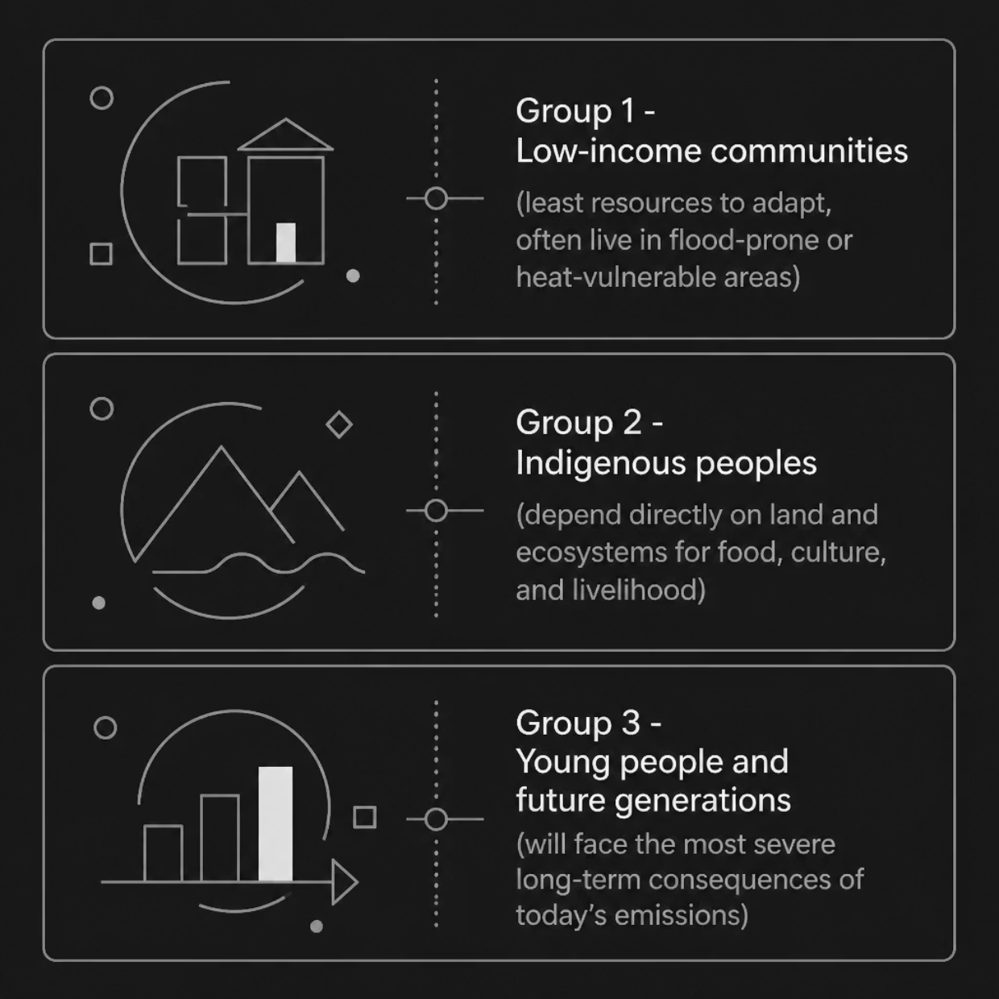 Group 1 -
Low-income communities
(least resources to adapt,
often live in flood-prone or
heat-vulnerable areas)
Group 2 -
Indigenous peoples
(depend directly on land and
ecosystems for food, culture,
and livelihood)
Group 3 -
Young people and
future generations
(will face the most severe
long-term consequences of
today’s emissions)